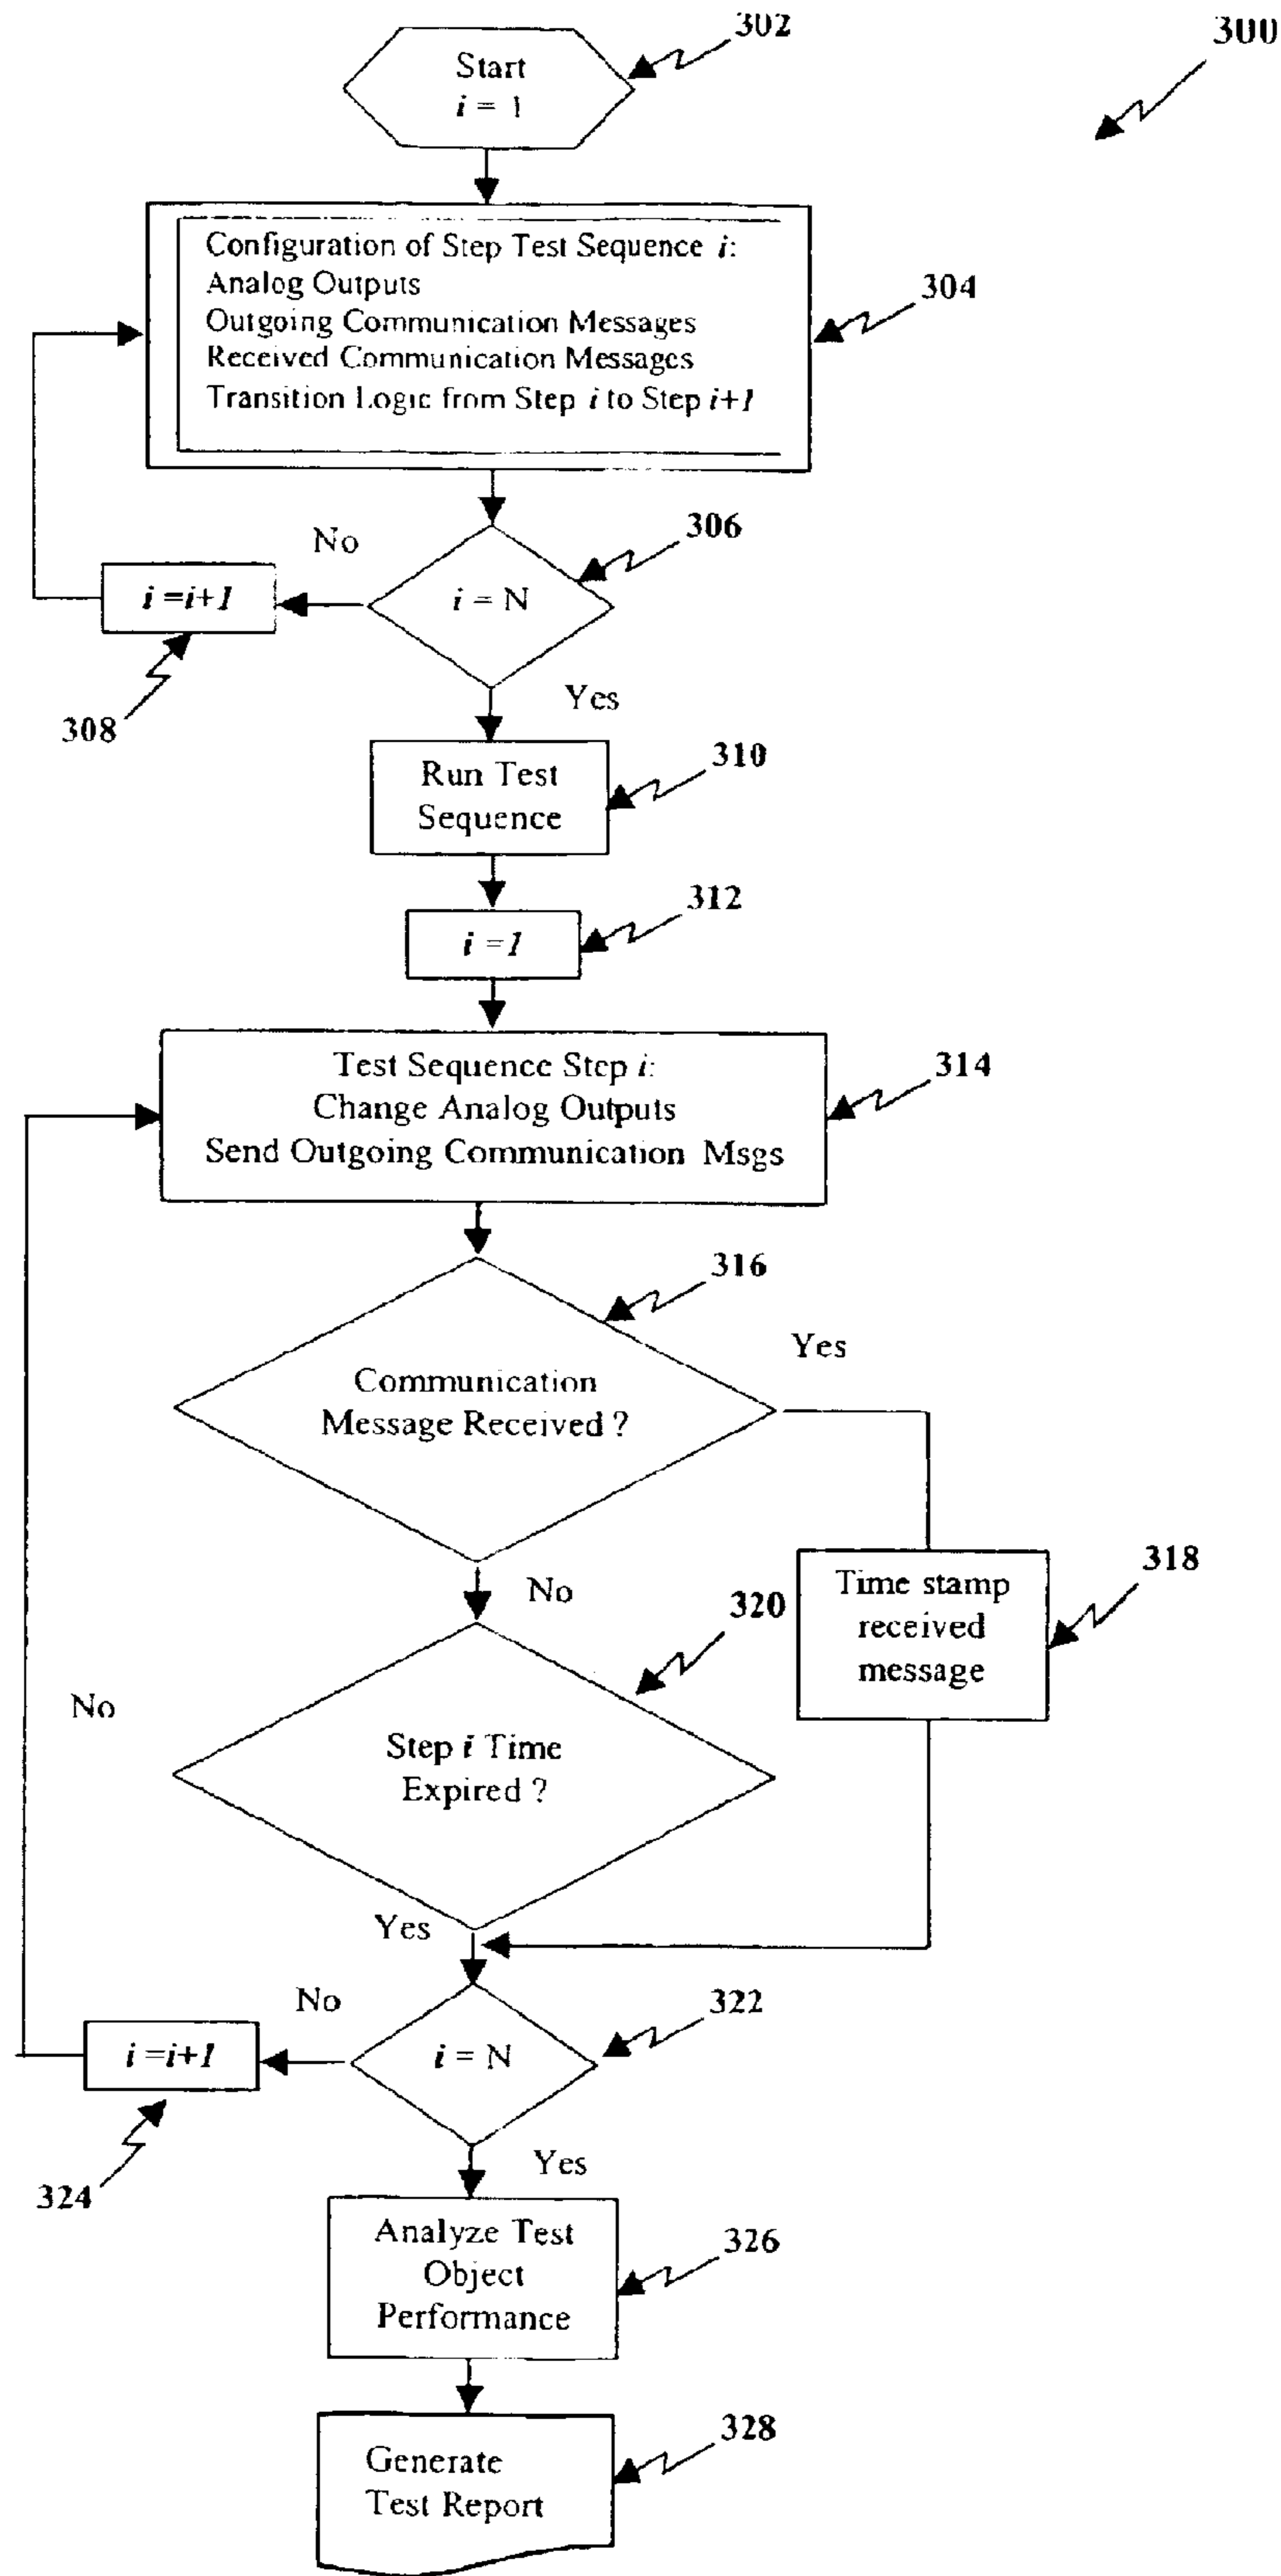 302
300
Start
i = 1
Configuration of Step Test Sequence i:
Analog Outputs
Outgoing Communication Messages
Received Communication Messages
Transition Logic from Step i to Step i+1
304
306
No
i = N
i =i+1
308
Yes
Run Test
Sequence
310
312
i =1
Test Sequence Step i:
Change Analog Outputs
Send Outgoing Communication Msgs
314
316
Yes
Communication
Message Received ?
No
320
Time stamp
received
message
318
No
Step i Time
Expired ?
Yes
No
322
i = N
i =i+1
324
Yes
Analyze Test
Object
Performance
326
Generate
Test Report
328